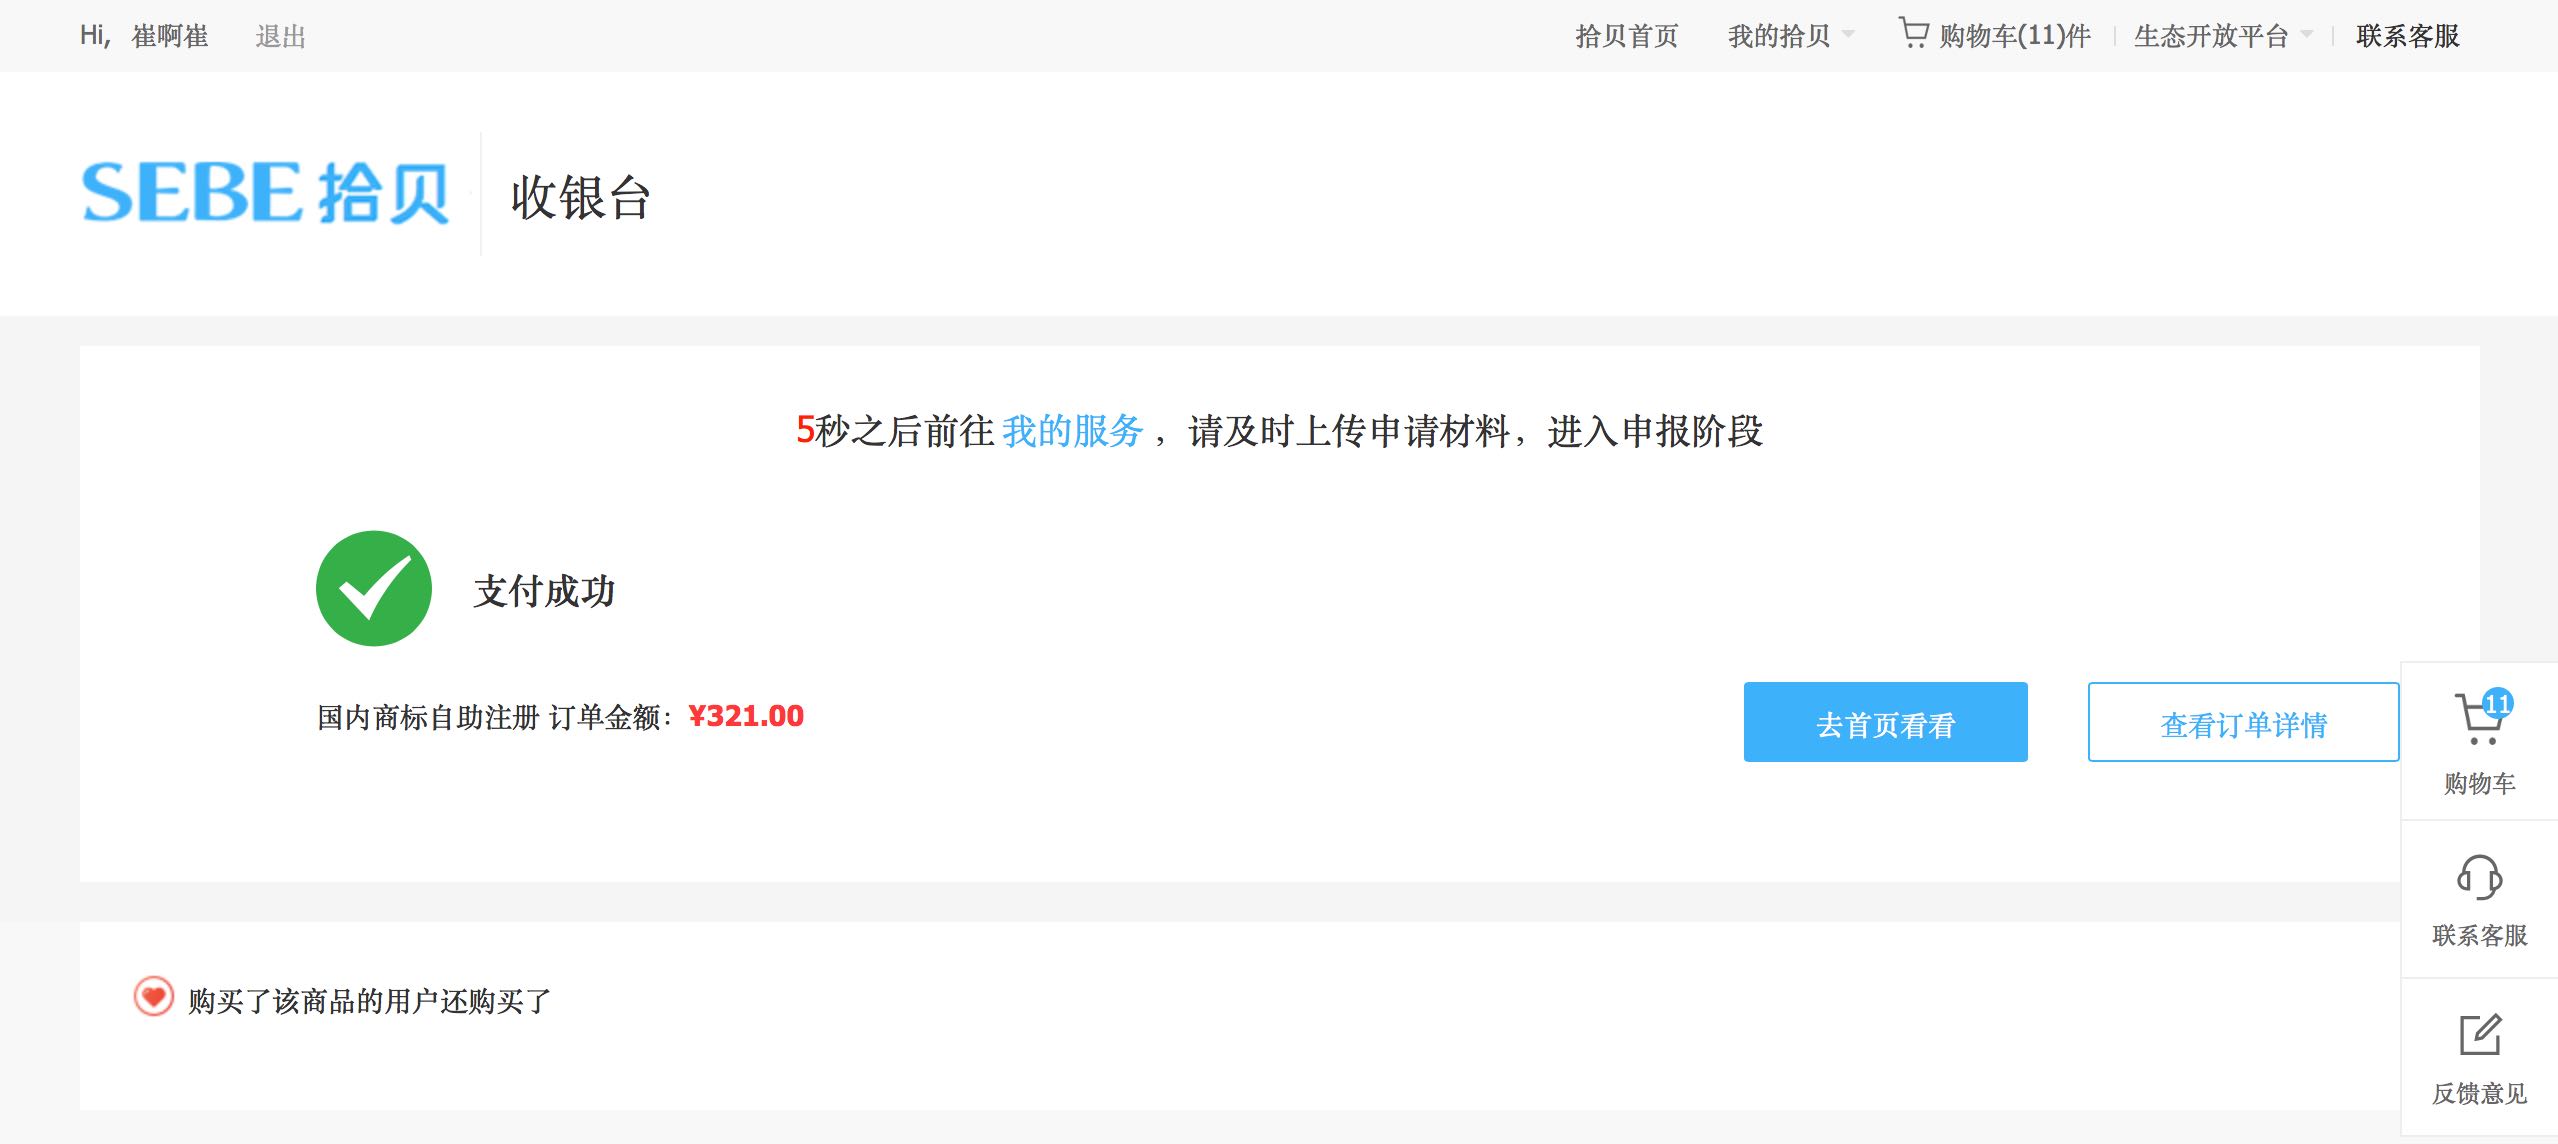 Hi, 崔啊崔 退出 拾贝首页 我的拾贝 购物车(11)件 生态开放平台 联系客服
SEBE 拾贝 收银台
5秒之后前往 我的服务 ，请及时上传申请材料，进入申报阶段
支付成功
国内商标自助注册 订单金额：¥321.00
去首页看看 查看订单详情
11
购物车
联系客服
购买了该商品的用户还购买了
反馈意见